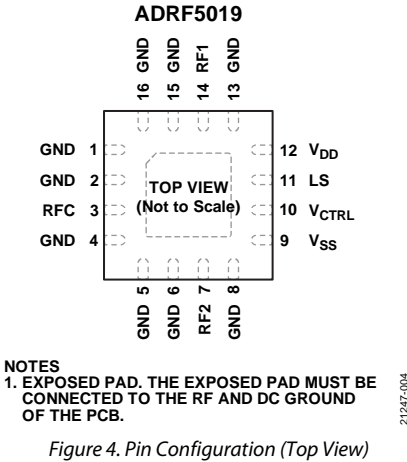 ADRF5019
16 GND
15 GND
14 RF1
13 GND
GND 1
GND 2
RFC 3
GND 4
TOP VIEW
(Not to Scale)
12 VDD
11 LS
10 VCTRL
9 VSS
GND 5
GND 6
RF2 7
GND 8
NOTES
1. EXPOSED PAD. THE EXPOSED PAD MUST BE
CONNECTED TO THE RF AND DC GROUND
OF THE PCB.
21247-004
Figure 4. Pin Configuration (Top View)